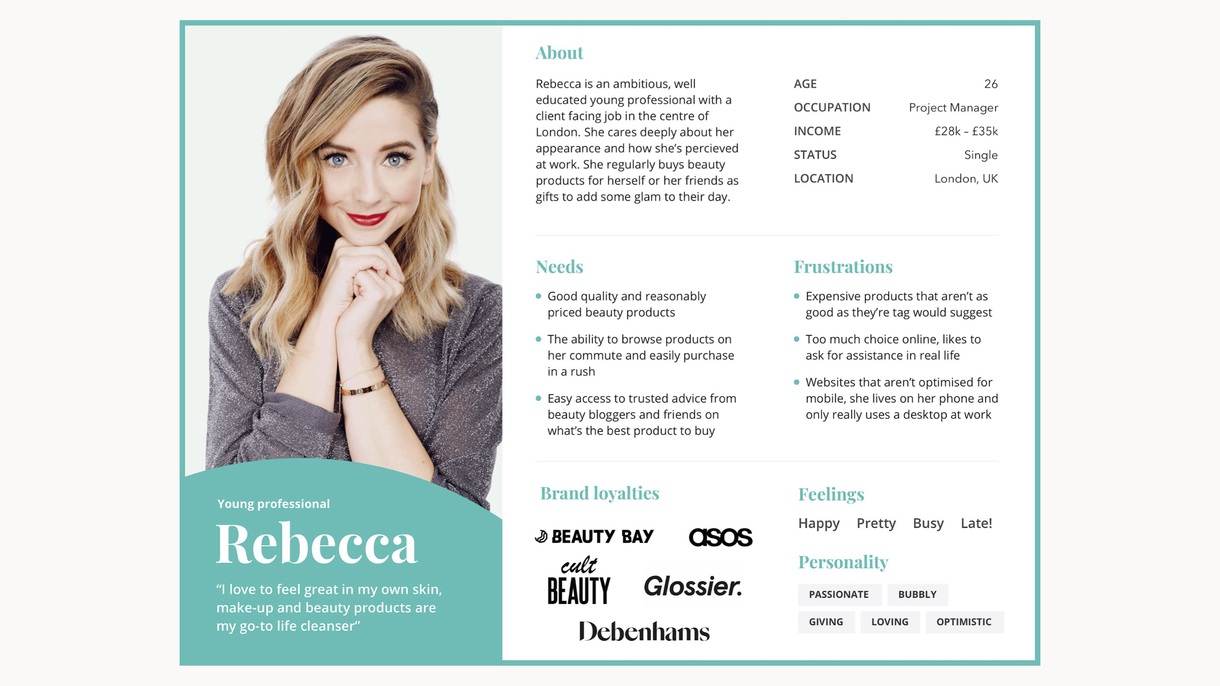 Young professional
Rebecca
“I love to feel great in my own skin,
make-up and beauty products are
my go-to life cleanser”
About
Rebecca is an ambitious, well
educated young professional with a
client facing job in the centre of
London. She cares deeply about her
appearance and how she’s percieved
at work. She regularly buys beauty
products for herself or her friends as
gifts to add some glam to their day.
AGE 26
OCCUPATION Project Manager
INCOME £28k - £35k
STATUS Single
LOCATION London, UK
Needs
Good quality and reasonably
priced beauty products
The ability to browse products on
her commute and easily purchase
in a rush
Easy access to trusted advice from
beauty bloggers and friends on
what’s the best product to buy
Frustrations
Expensive products that aren’t as
good as they’re tag would suggest
Too much choice online, likes to
ask for assistance in real life
Websites that aren’t optimised for
mobile, she lives on her phone and
only really uses a desktop at work
Brand loyalties
BEAUTY BAY asos
cult
BEAUTY
Glossier.
Debenhams
Feelings
Happy Pretty Busy Late!
Personality
PASSIONATE BUBBLY
GIVING LOVING OPTIMISTIC